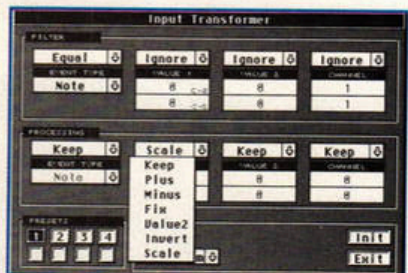 Input Transformer
FILTER
Equal Ignore Ignore Ignore
EVENT TYPE VALUE 1 VALUE 2 CHANNEL
Note 0 0 1
0 0 1
PROCESSING
Keep Scale Keep Keep
EVENT TYPE VALUE 2 CHANNEL
Note 0 0
0 0
Keep
Plus
Minus
Fix
Value2
Invert
Scale
PRESETS
1 2 3 4
Init
Exit